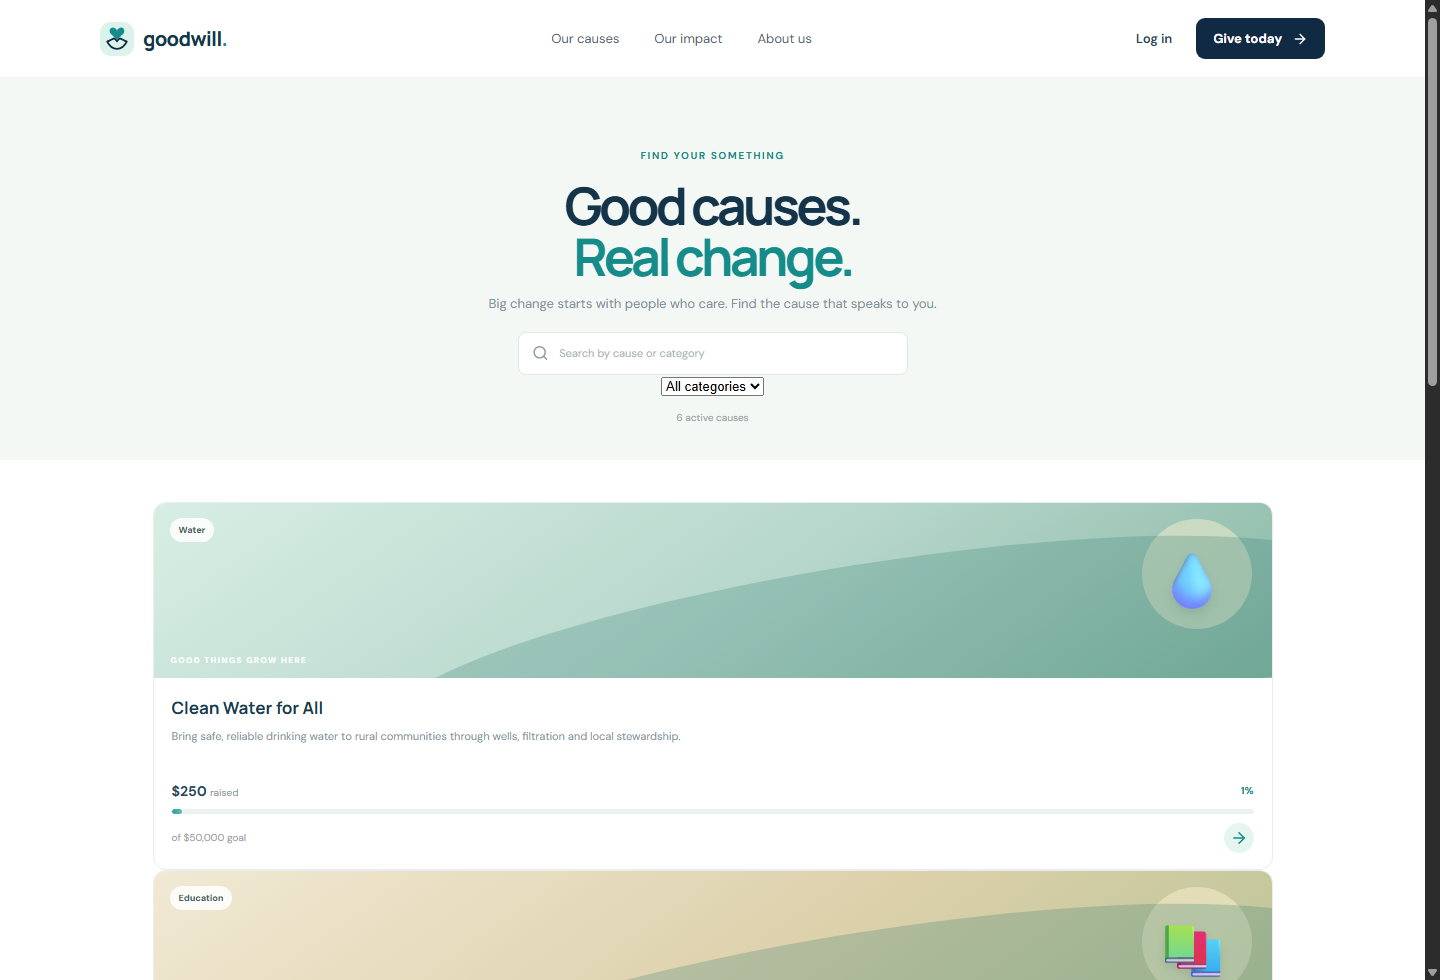 goodwill.
Our causes
Our impact
About us
Log in
Give today
FIND YOUR SOMETHING
Good causes.
Real change.
Big change starts with people who care. Find the cause that speaks to you.
Search by cause or category
All categories
6 active causes
Water
GOOD THINGS GROW HERE
Clean Water for All
Bring safe, reliable drinking water to rural communities through wells, filtration and local stewardship.
$250 raised
1%
of $50,000 goal
Education